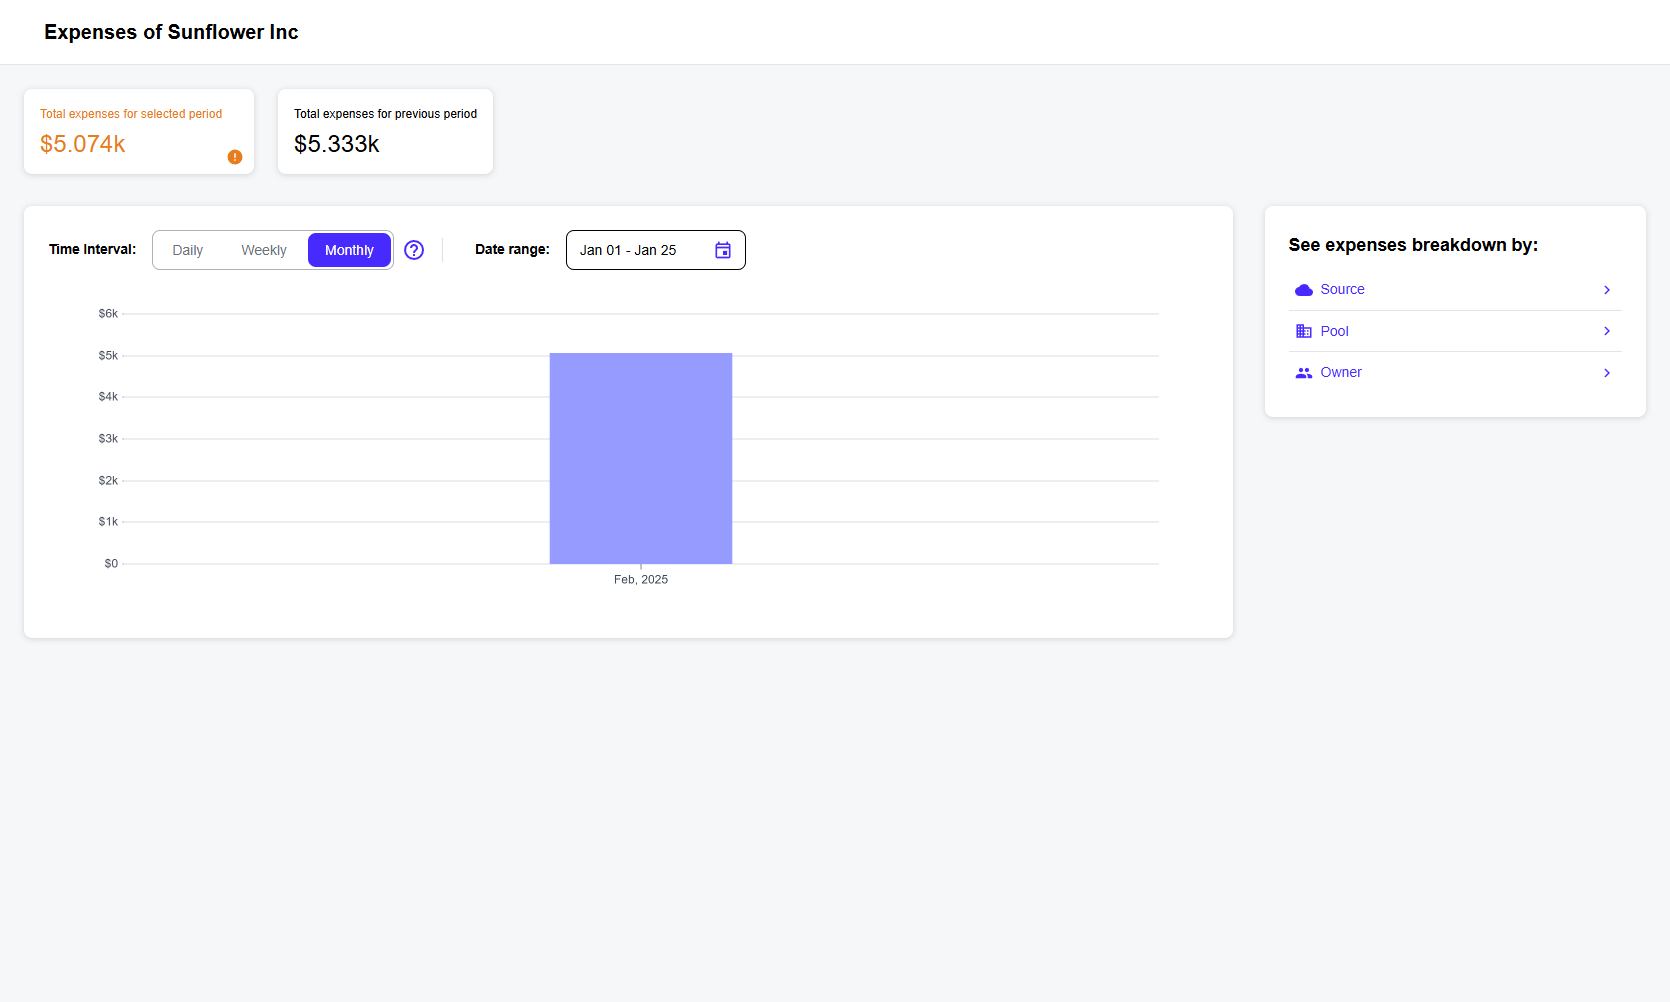 Expenses of Sunflower Inc
Total expenses for selected period
$5.074k
Total expenses for previous period
$5.333k
Time Interval:
Daily
Weekly
Monthly
Date range:
Jan 01 - Jan 25
$6k
$5k
$4k
$3k
$2k
$1k
$0
Feb, 2025
See expenses breakdown by:
Source
Pool
Owner